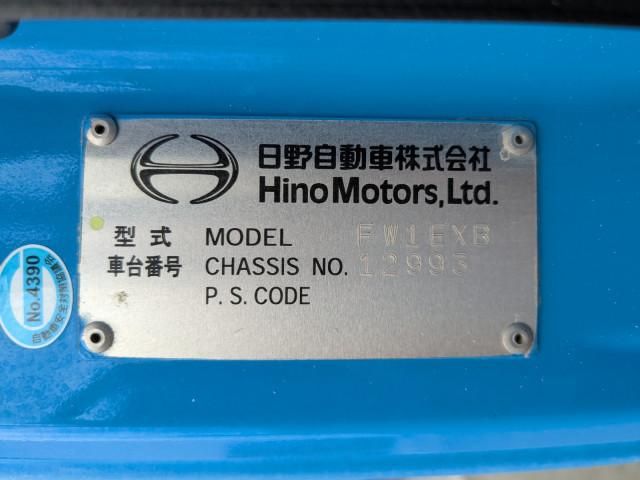 日野自動車株式会社
Hino Motors, Ltd.
型式 MODEL FW1EXB
車台番号 CHASSIS NO. 12993
P.S.CODE
No.4390